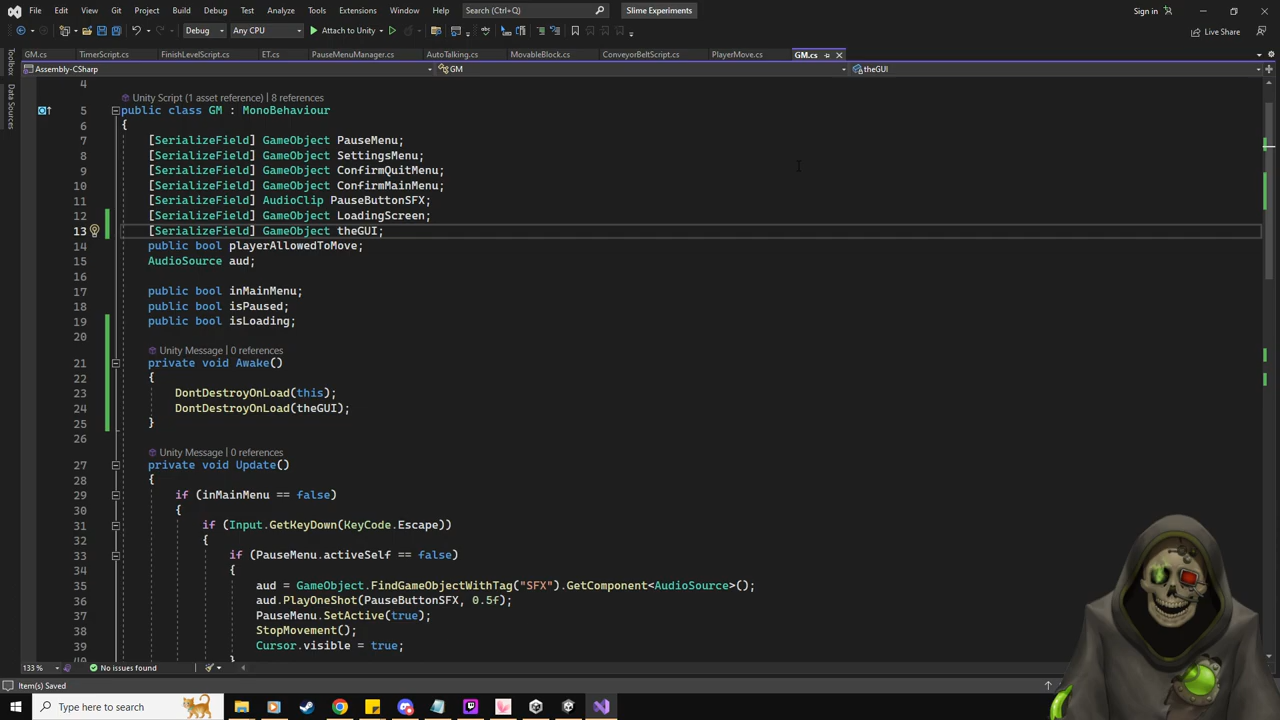 File Edit View Git Project Build Debug Test Analyze Tools Extensions Window Help Search (Ctrl+Q) Slime Experiments Sign in
Debug Any CPU Attach to Unity Live Share
GM.cs TimerScript.cs FinishLevelScript.cs ET.cs PauseMenuManager.cs AutoTalking.cs MovableBlock.cs ConveyorBeltScript.cs PlayerMove.cs GM.cs
Toolbox
Data Sources
Assembly-CSharp GM theGUI
4
Unity Script (1 asset reference) | 8 references
5 public class GM : MonoBehaviour
6 {
7 [SerializeField] GameObject PauseMenu;
8 [SerializeField] GameObject SettingsMenu;
9 [SerializeField] GameObject ConfirmQuitMenu;
10 [SerializeField] GameObject ConfirmMainMenu;
11 [SerializeField] AudioClip PauseButtonSFX;
12 [SerializeField] GameObject LoadingScreen;
13 [SerializeField] GameObject theGUI;
14 public bool playerAllowedToMove;
15 AudioSource aud;
16
17 public bool inMainMenu;
18 public bool isPaused;
19 public bool isLoading;
20
Unity Message | 0 references
21 private void Awake()
22 {
23 DontDestroyOnLoad(this);
24 DontDestroyOnLoad(theGUI);
25 }
26
Unity Message | 0 references
27 private void Update()
28 {
29 if (inMainMenu == false)
30 {
31 if (Input.GetKeyDown(KeyCode.Escape))
32 {
33 if (PauseMenu.activeSelf == false)
34 {
35 aud = GameObject.FindGameObjectWithTag("SFX").GetComponent<AudioSource>();
36 aud.PlayOneShot(PauseButtonSFX, 0.5f);
37 PauseMenu.SetActive(true);
38 StopMovement();
39 Cursor.visible = true;
40 }
133 % No issues found
Item(s) Saved
Type here to search